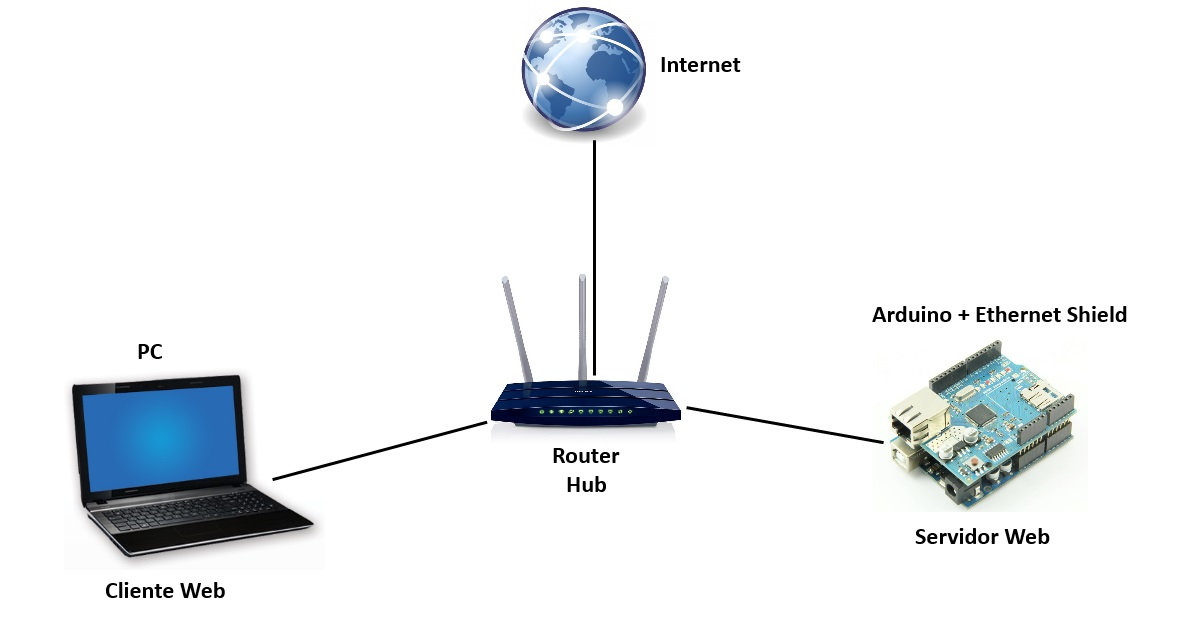 Internet
Arduino + Ethernet Shield
PC
Router
Hub
Servidor Web
Cliente Web